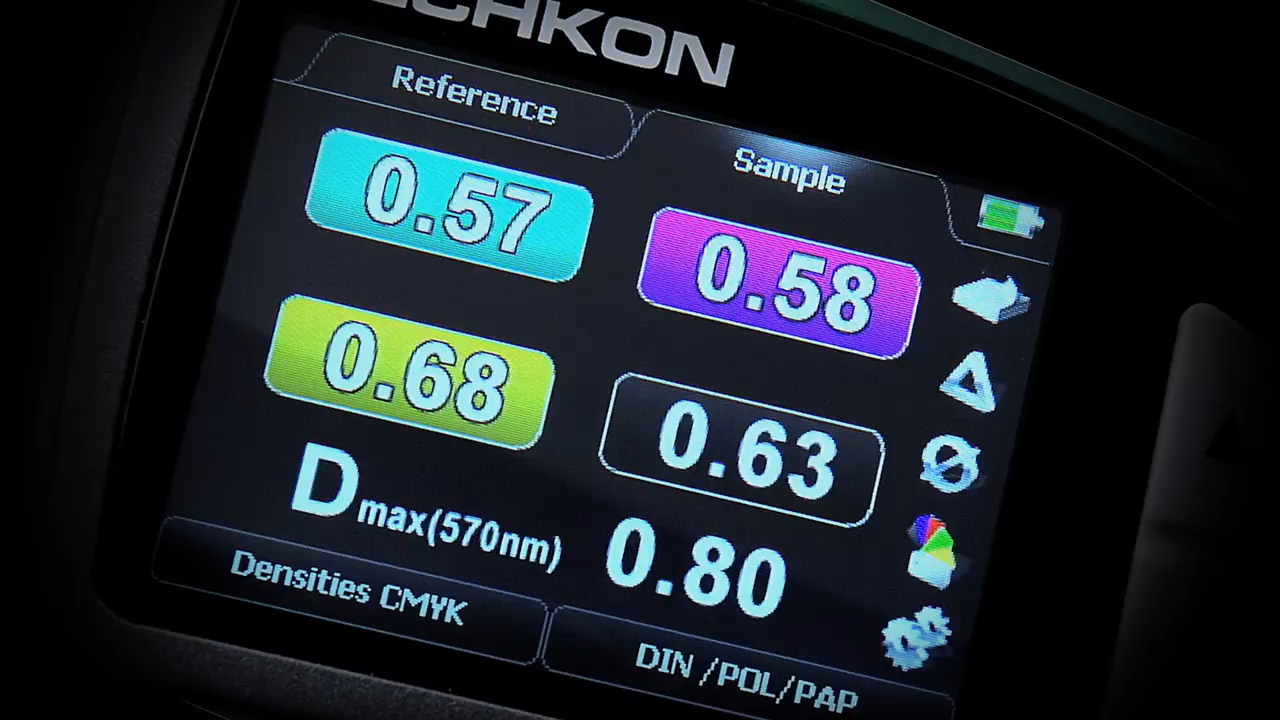 ECHKON
Reference
Sample
0.57
0.58
0.68
0.63
Dmax(570nm) 0.80
Densities CMYK
DIN /POL/PAP